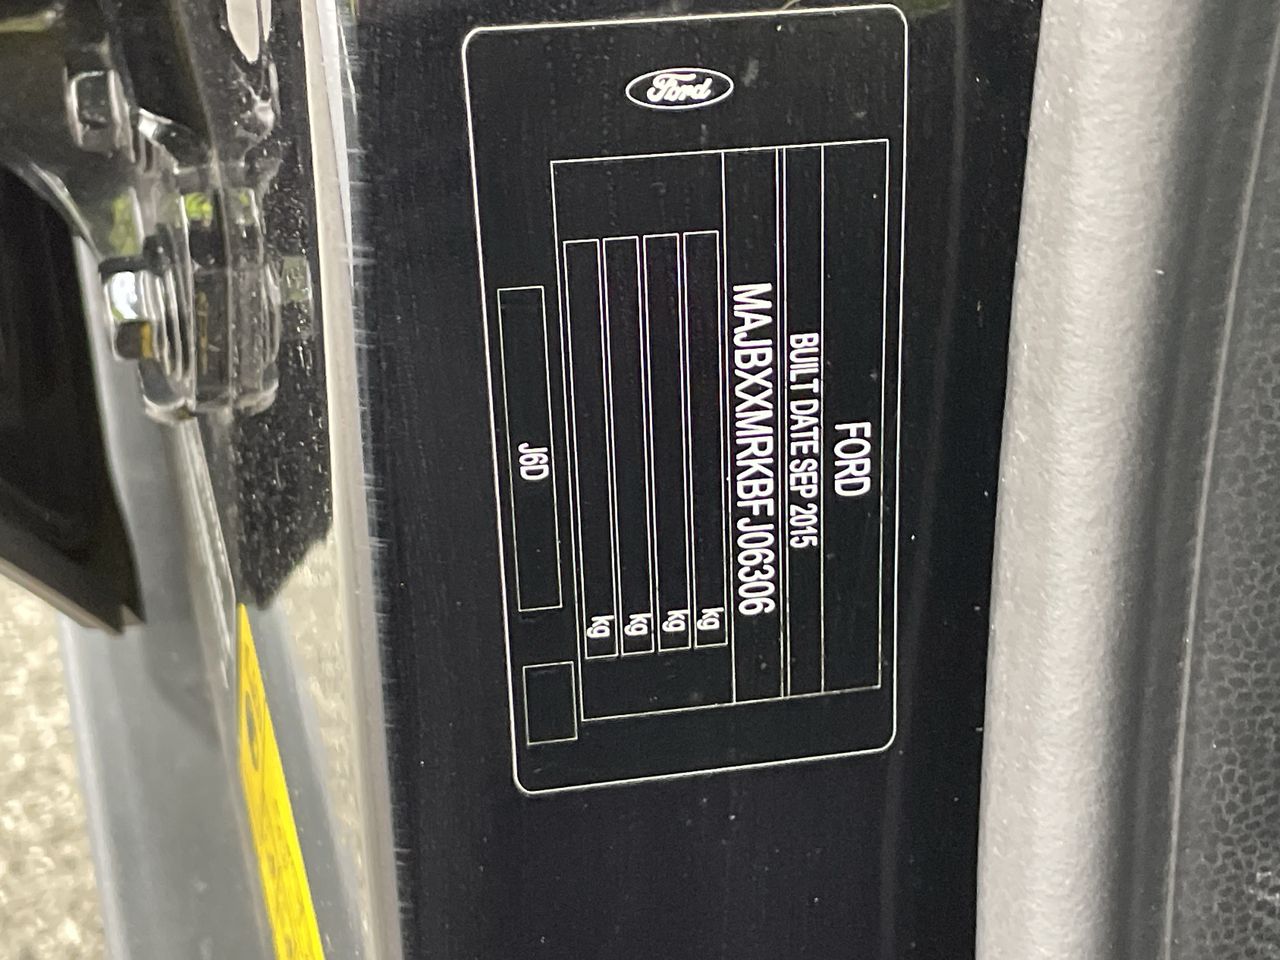 Ford
FORD
BUILT DATE SEP 2015
MAJBXXMRKBFJ06306
kg
kg
kg
kg
J6D